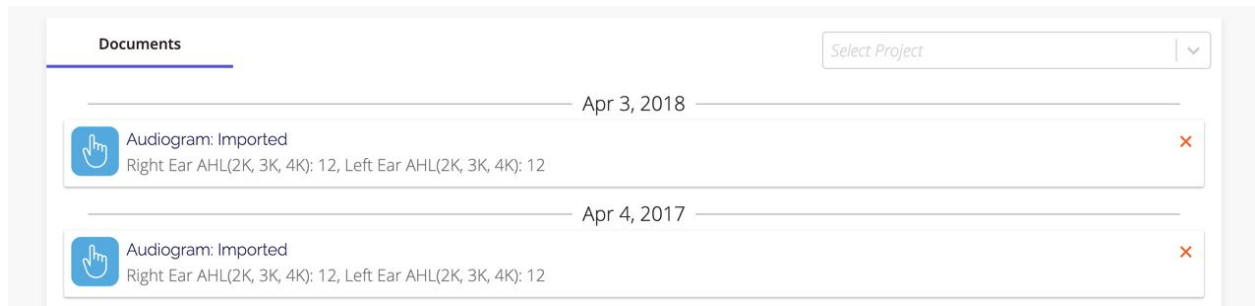 Documents
Select Project
Apr 3, 2018
Audiogram: Imported
Right Ear AHL(2K, 3K, 4K): 12, Left Ear AHL(2K, 3K, 4K): 12
Apr 4, 2017
Audiogram: Imported
Right Ear AHL(2K, 3K, 4K): 12, Left Ear AHL(2K, 3K, 4K): 12